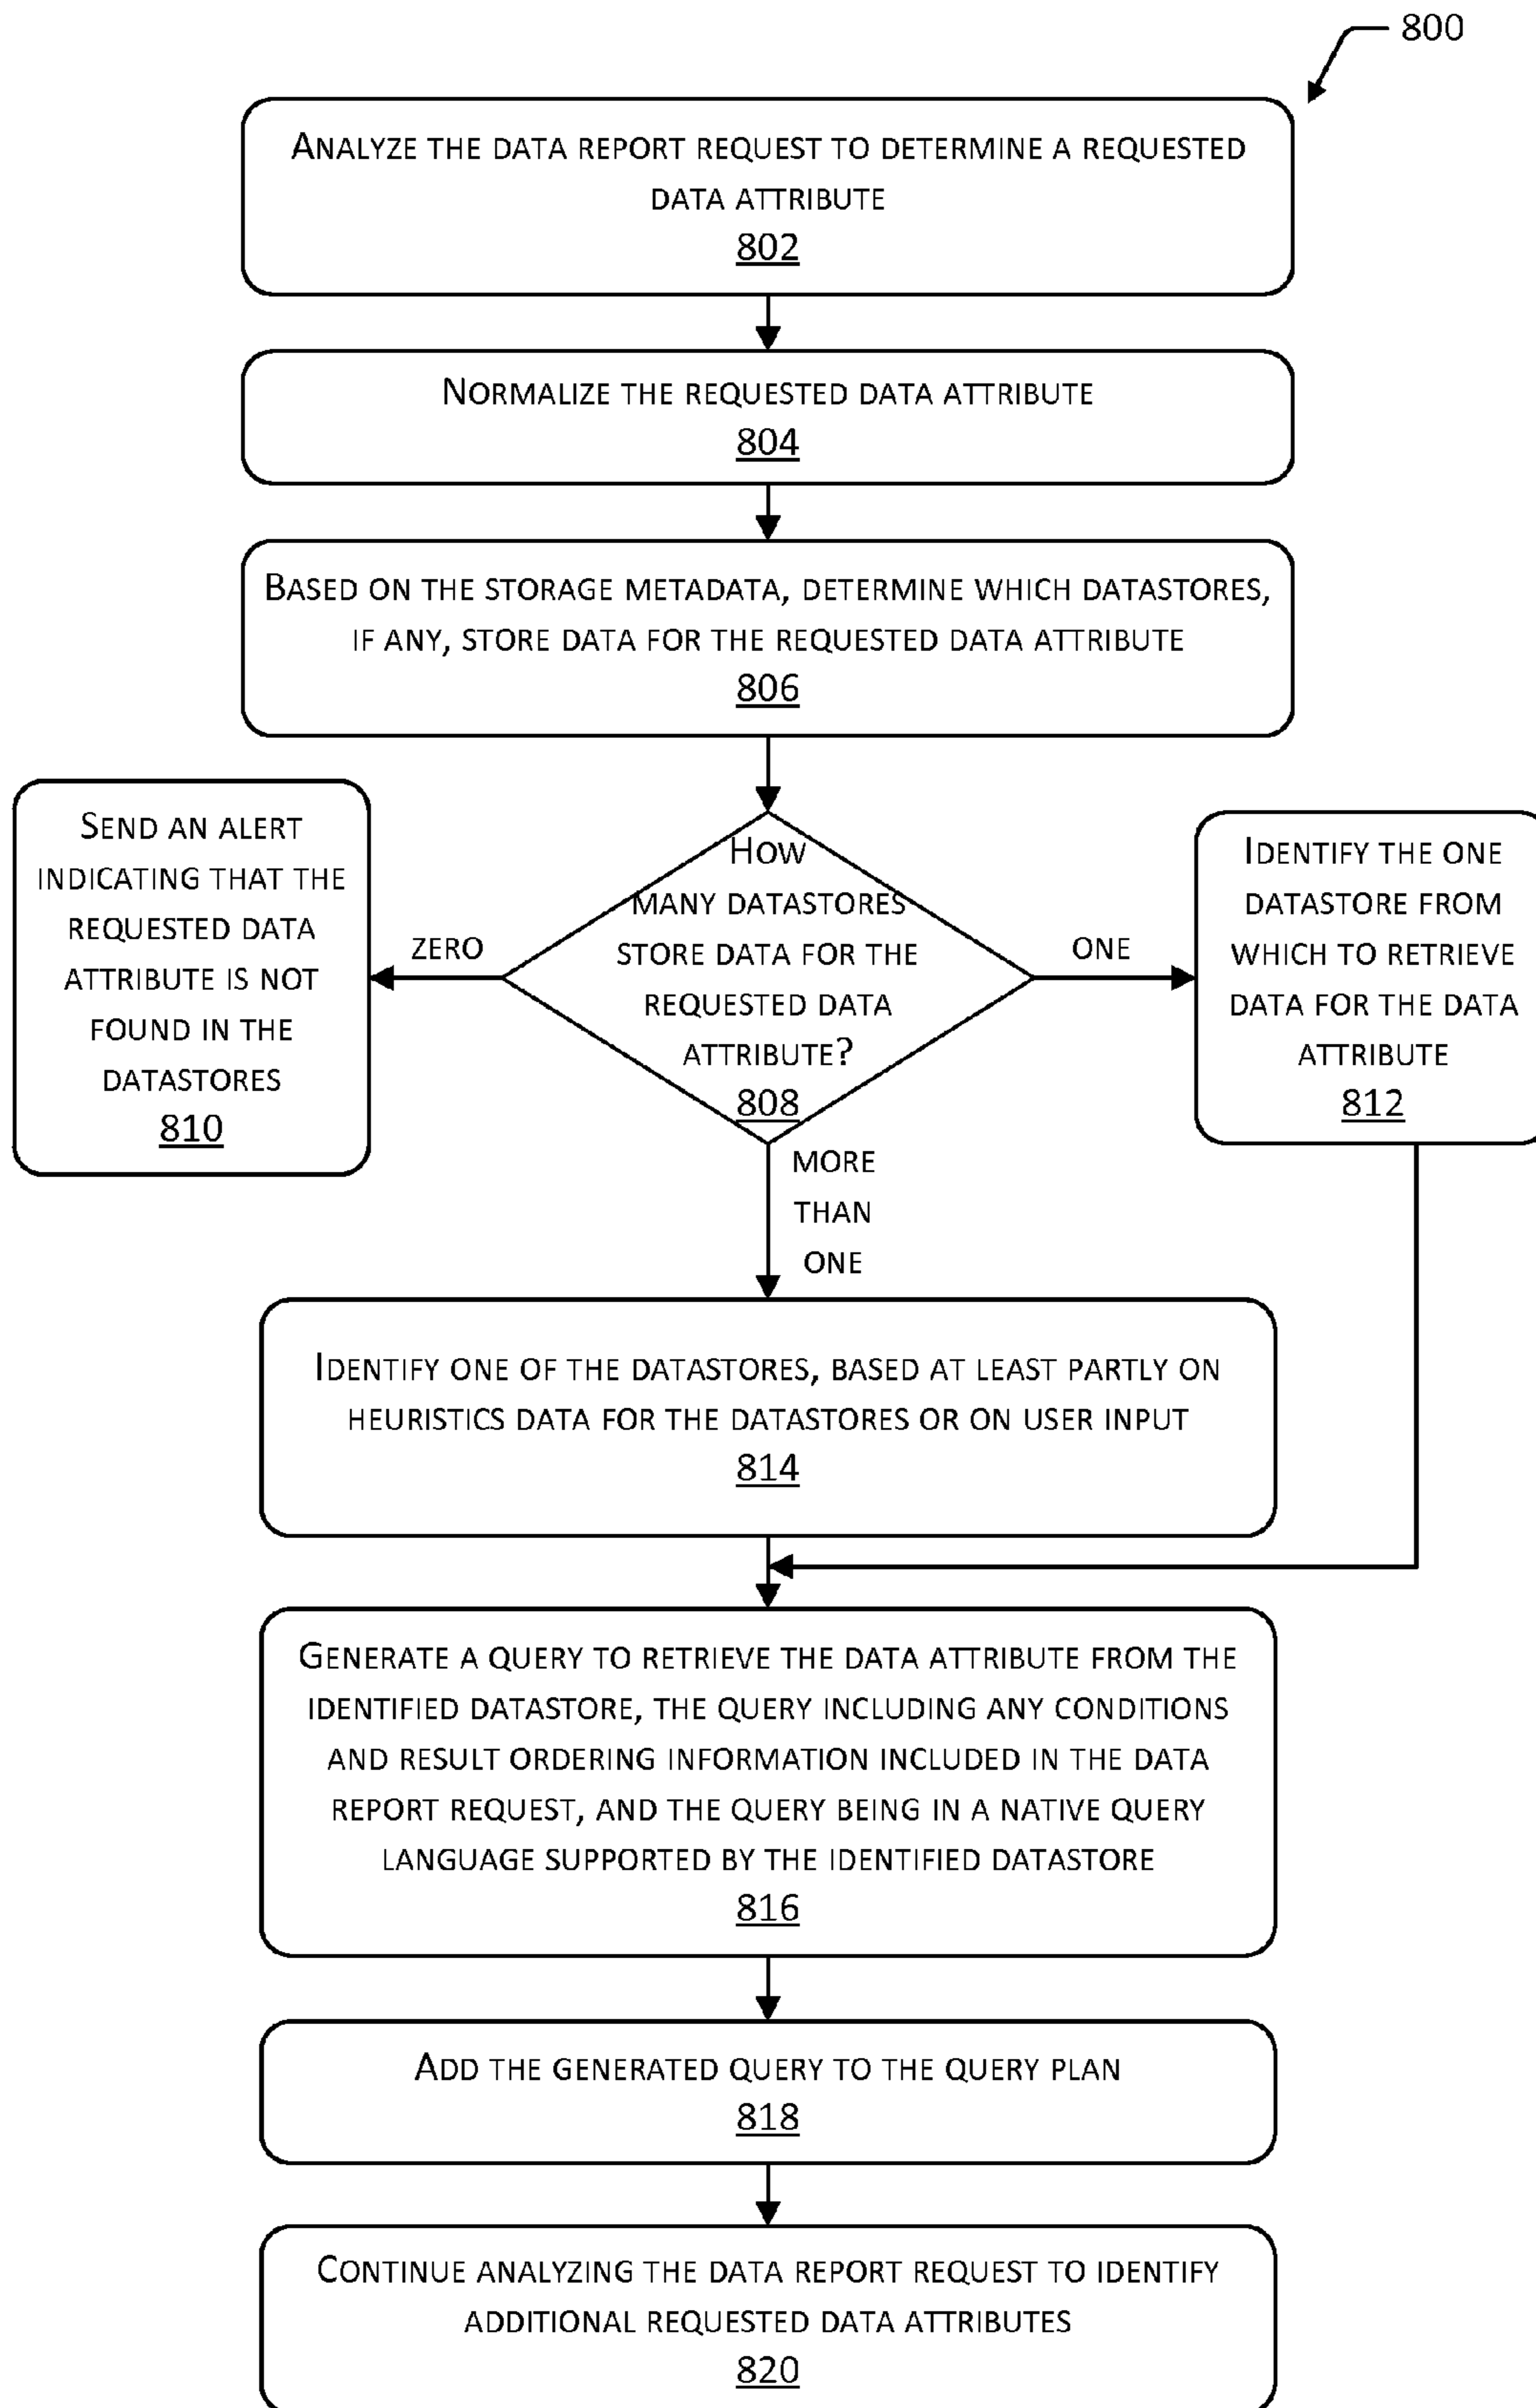 800
ANALYZE THE DATA REPORT REQUEST TO DETERMINE A REQUESTED
DATA ATTRIBUTE
802
NORMALIZE THE REQUESTED DATA ATTRIBUTE
804
BASED ON THE STORAGE METADATA, DETERMINE WHICH DATASTORES,
IF ANY, STORE DATA FOR THE REQUESTED DATA ATTRIBUTE
806
HOW
MANY DATASTORES
STORE DATA FOR THE
REQUESTED DATA
ATTRIBUTE?
808
ZERO
SEND AN ALERT
INDICATING THAT THE
REQUESTED DATA
ATTRIBUTE IS NOT
FOUND IN THE
DATASTORES
810
ONE
IDENTIFY THE ONE
DATASTORE FROM
WHICH TO RETRIEVE
DATA FOR THE DATA
ATTRIBUTE
812
MORE
THAN
ONE
IDENTIFY ONE OF THE DATASTORES, BASED AT LEAST PARTLY ON
HEURISTICS DATA FOR THE DATASTORES OR ON USER INPUT
814
GENERATE A QUERY TO RETRIEVE THE DATA ATTRIBUTE FROM THE
IDENTIFIED DATASTORE, THE QUERY INCLUDING ANY CONDITIONS
AND RESULT ORDERING INFORMATION INCLUDED IN THE DATA
REPORT REQUEST, AND THE QUERY BEING IN A NATIVE QUERY
LANGUAGE SUPPORTED BY THE IDENTIFIED DATASTORE
816
ADD THE GENERATED QUERY TO THE QUERY PLAN
818
CONTINUE ANALYZING THE DATA REPORT REQUEST TO IDENTIFY
ADDITIONAL REQUESTED DATA ATTRIBUTES
820